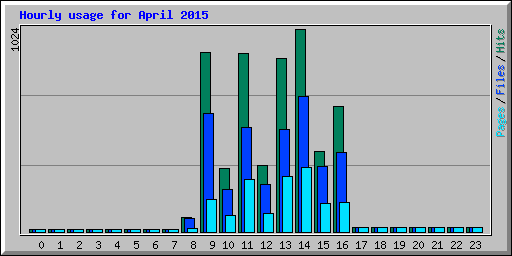 Hourly usage for April 2015
1024
Pages/Files/Hits
0 1 2 3 4 5 6 7 8 9 10 11 12 13 14 15 16 17 18 19 20 21 22 23